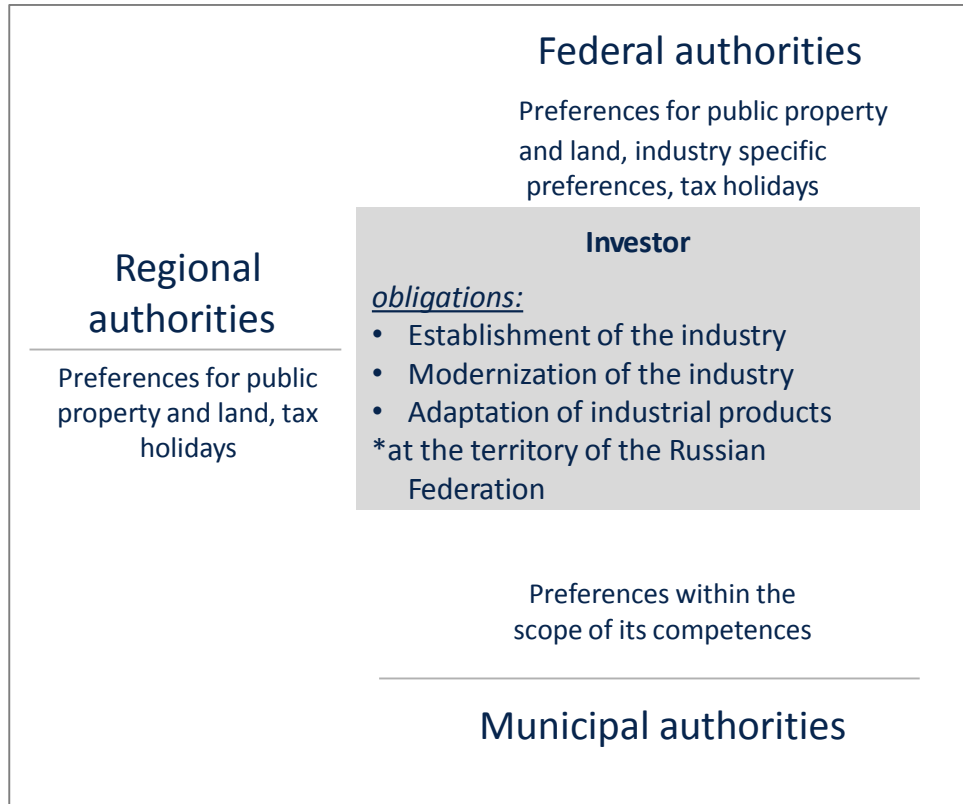 Federal authorities
Preferences for public property
and land, industry specific
preferences, tax holidays
Regional
authorities
Preferences for public
property and land, tax
holidays
Investor
obligations:
• Establishment of the industry
• Modernization of the industry
• Adaptation of industrial products
*at the territory of the Russian
Federation
Preferences within the
scope of its competences
Municipal authorities